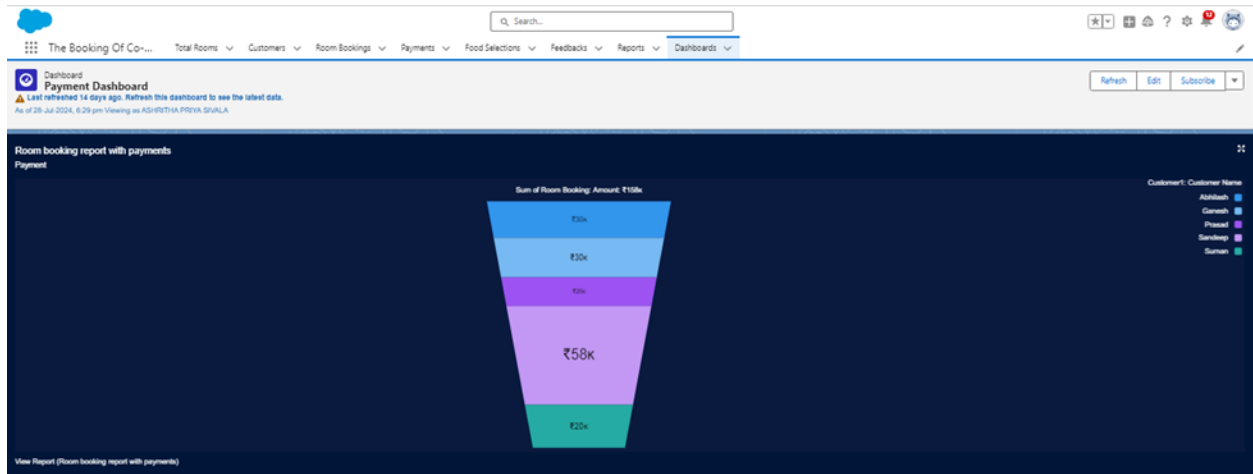 Search...
12
The Booking Of Co-... Total Rooms Customers Room Bookings Payments Food Selections Feedbacks Reports Dashboards
Dashboard
Payment Dashboard
Last refreshed 14 days ago. Refresh this dashboard to see the latest data.
As of 26-Jul-2024, 6:29 pm Viewing as ASHRITHA PRIYA SIVALA
Refresh Edit Subscribe
Room booking report with payments
Payment
Sum of Room Booking: Amount: ₹158k
₹30k
₹30k
₹20k
₹58K
₹20k
Customer1: Customer Name
Abhilash
Ganesh
Prasad
Sandeep
Suman
View Report (Room booking report with payments)